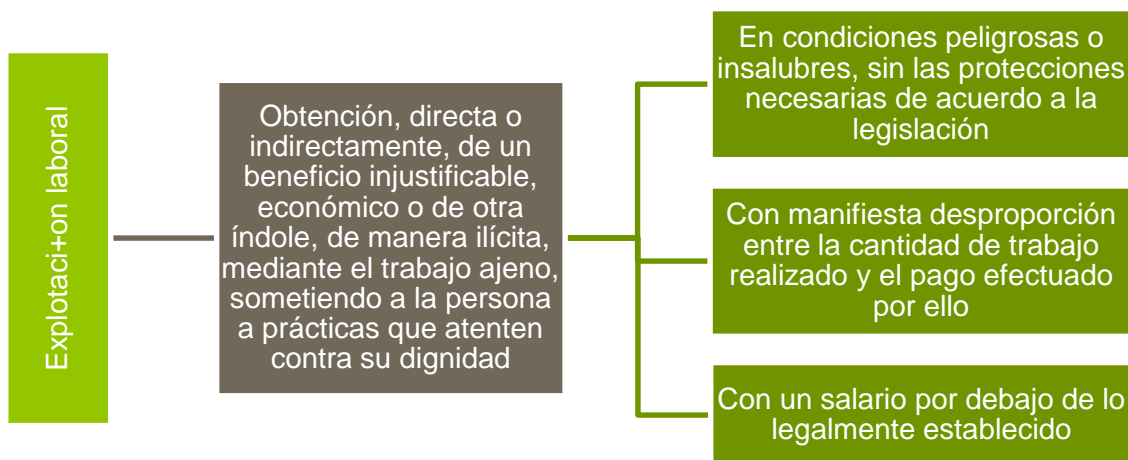 Explotaci+on laboral
Obtención, directa o
indirectamente, de un
beneficio injustificable,
económico o de otra
índole, de manera ilícita,
mediante el trabajo ajeno,
sometiendo a la persona
a prácticas que atenten
contra su dignidad
En condiciones peligrosas o
insalubres, sin las protecciones
necesarias de acuerdo a la
legislación
Con manifiesta desproporción
entre la cantidad de trabajo
realizado y el pago efectuado
por ello
Con un salario por debajo de lo
legalmente establecido